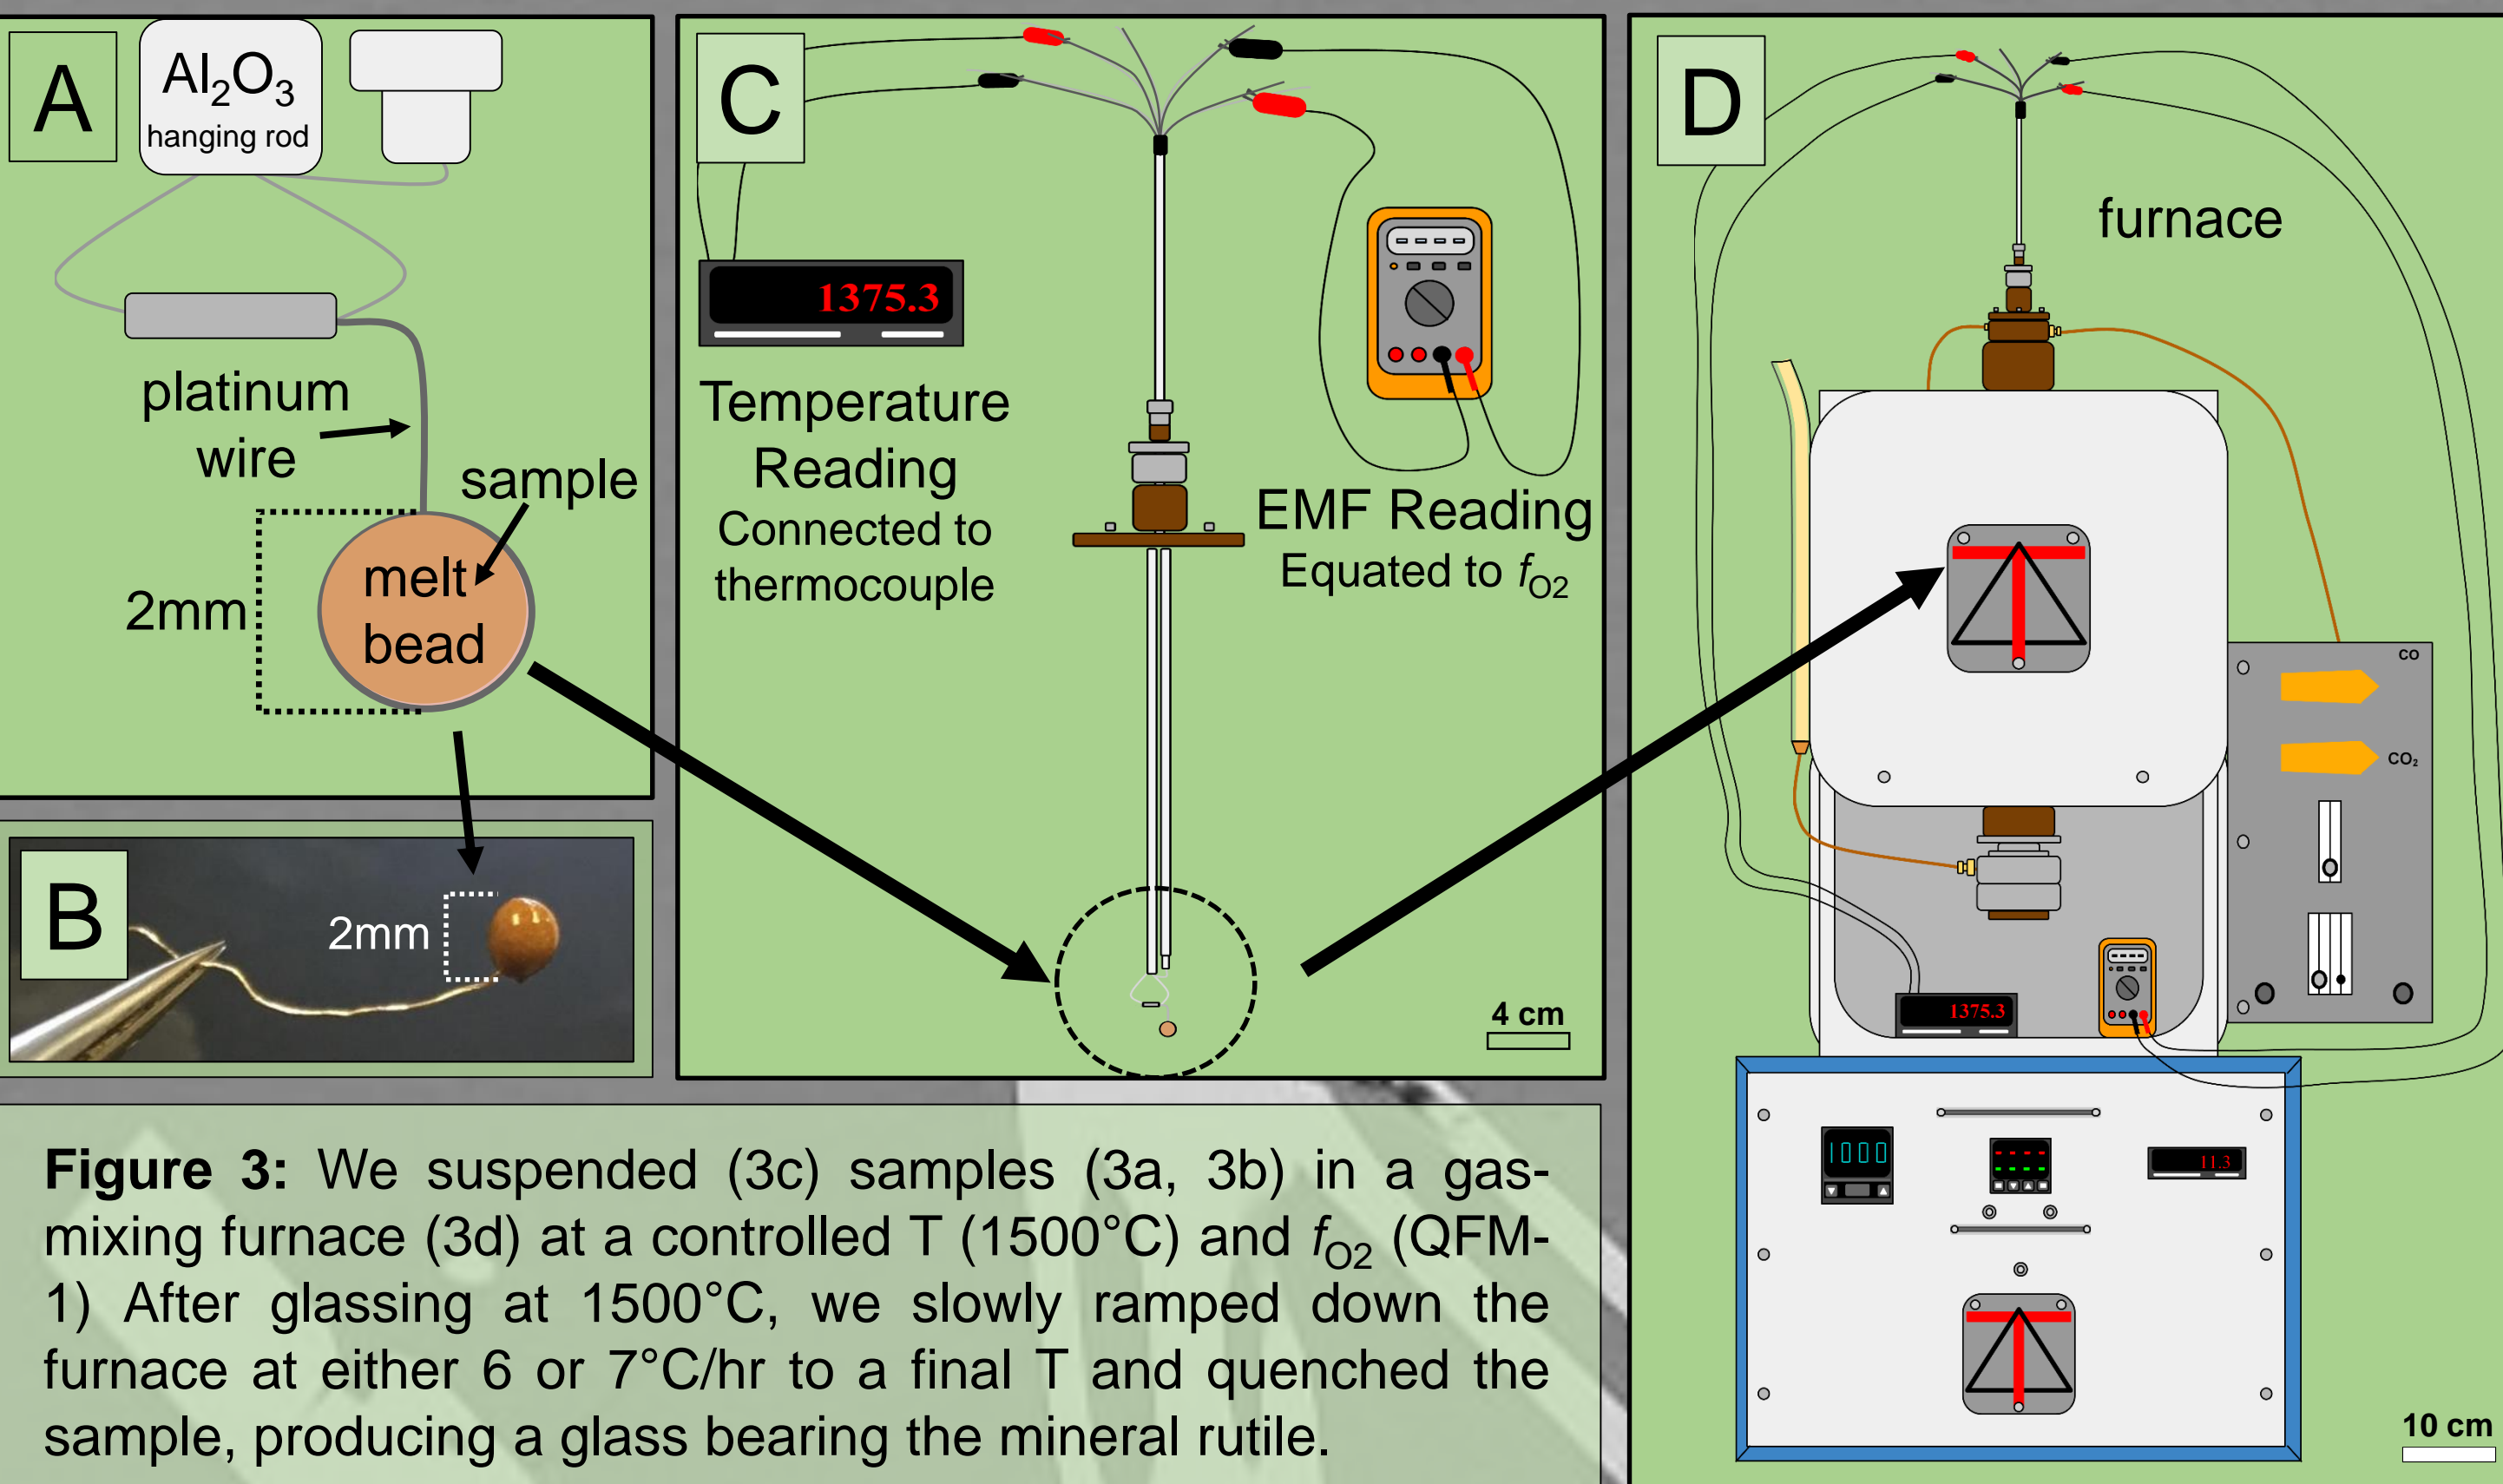 A
Al₂O₃
hanging rod
platinum
wire
sample
melt
bead
2mm
B
2mm
C
1375.3
Temperature
Reading
Connected to
thermocouple
EMF Reading
Equated to fO2
4 cm
D
furnace
CO
CO₂
1375.3
1000
11.3
10 cm
Figure 3: We suspended (3c) samples (3a, 3b) in a gas-
mixing furnace (3d) at a controlled T (1500°C) and fO2 (QFM-
1) After glassing at 1500°C, we slowly ramped down the
furnace at either 6 or 7°C/hr to a final T and quenched the
sample, producing a glass bearing the mineral rutile.